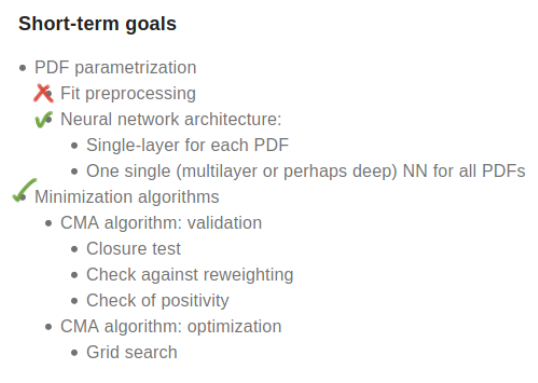 Short-term goals
PDF parametrization
Fit preprocessing
Neural network architecture:
Single-layer for each PDF
One single (multilayer or perhaps deep) NN for all PDFs
Minimization algorithms
CMA algorithm: validation
Closure test
Check against reweighting
Check of positivity
CMA algorithm: optimization
Grid search